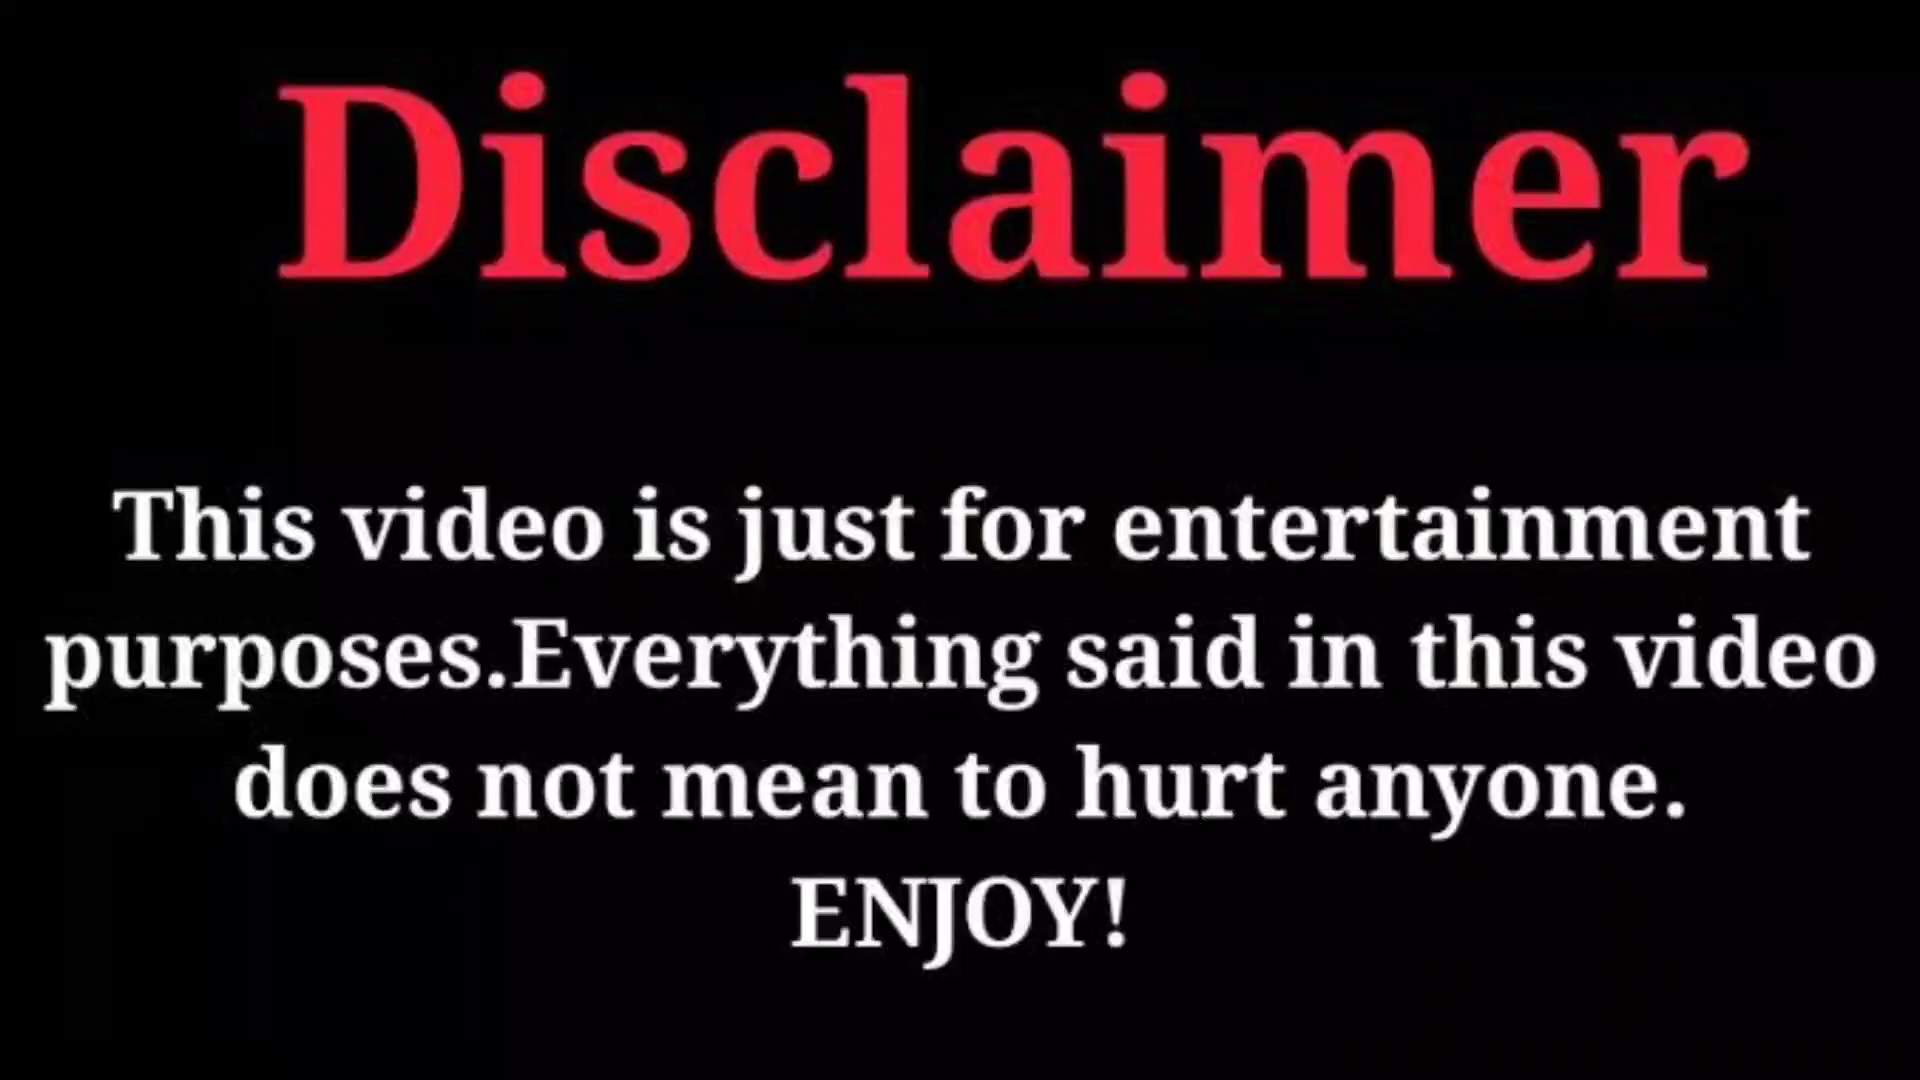 Disclaimer
This video is just for entertainment
purposes.Everything said in this video
does not mean to hurt anyone.
ENJOY!